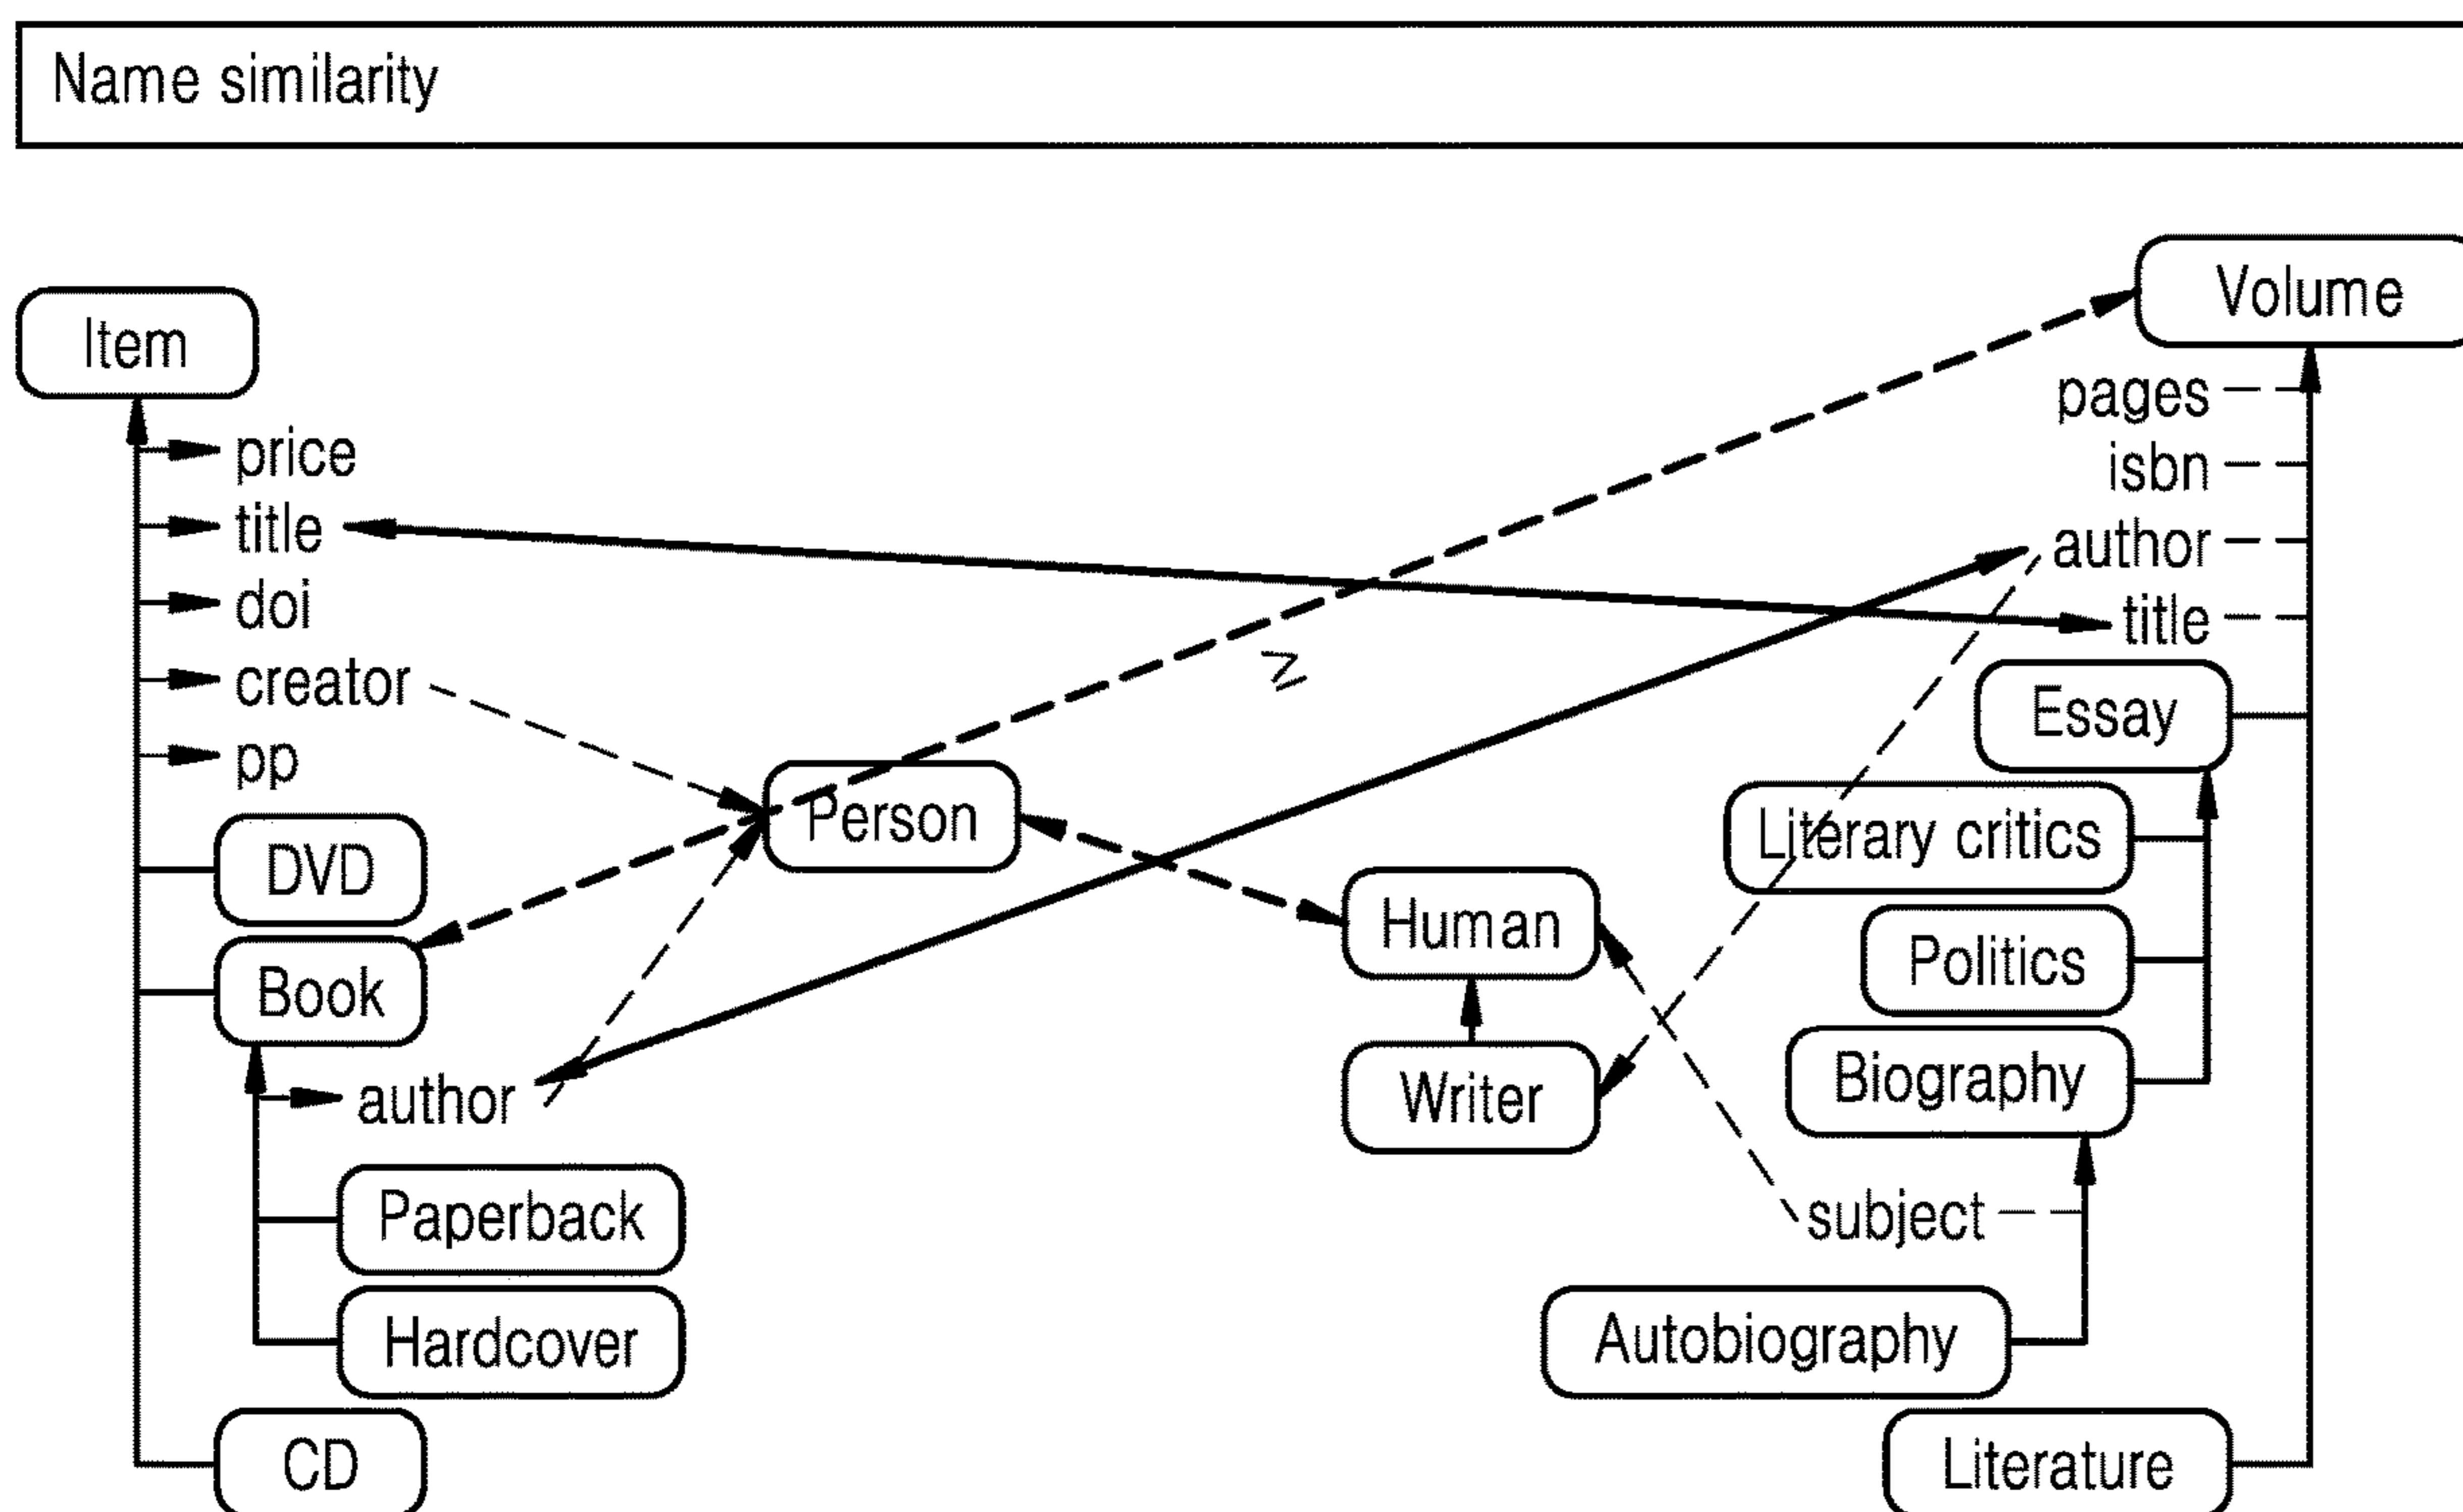 Name similarity
Volume
Item
pages
price
isbn
title
author
doi
title
creator
Essay
pp
Person
Literary critics
DVD
Human
Politics
Book
Biography
author
Writer
Paperback
subject
Hardcover
Autobiography
CD
Literature